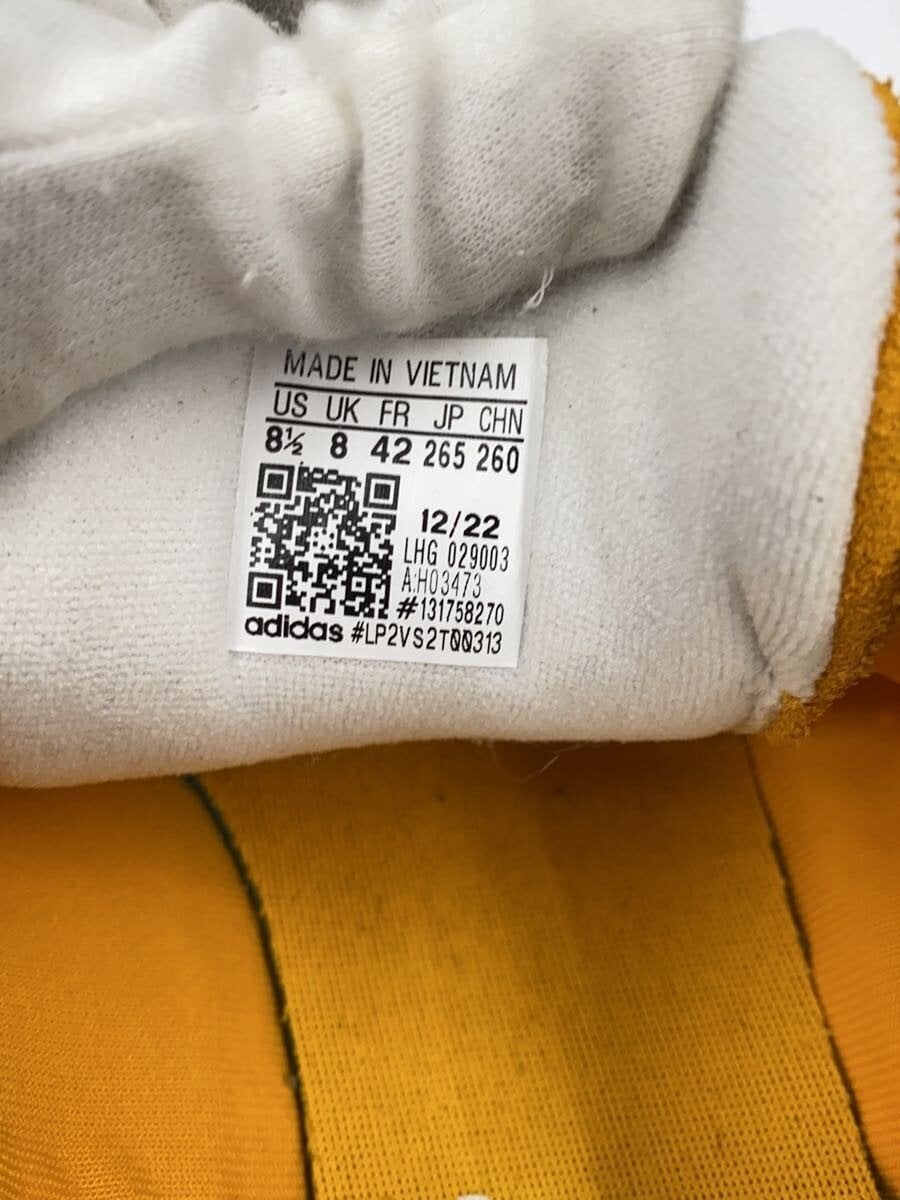 MADE IN VIETNAM
US UK FR JP CHN
8½ 8 42 265 260
12/22
LHG 029003
A:H03473
#131758270
adidas #LP2VS2T00313